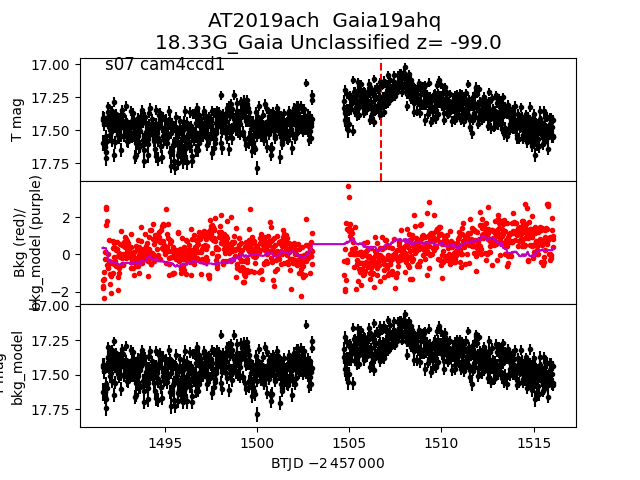 AT2019ach  Gaia19ahq
18.33G_Gaia Unclassified z= -99.0
s07 cam4ccd1
17.00
17.25
17.50
17.75
T mag
2
0
−2
Bkg (red)/
bkg_model (purple)
17.00
17.25
17.50
17.75
bkg_model
1495 1500 1505 1510 1515
BTJD −2 457 000